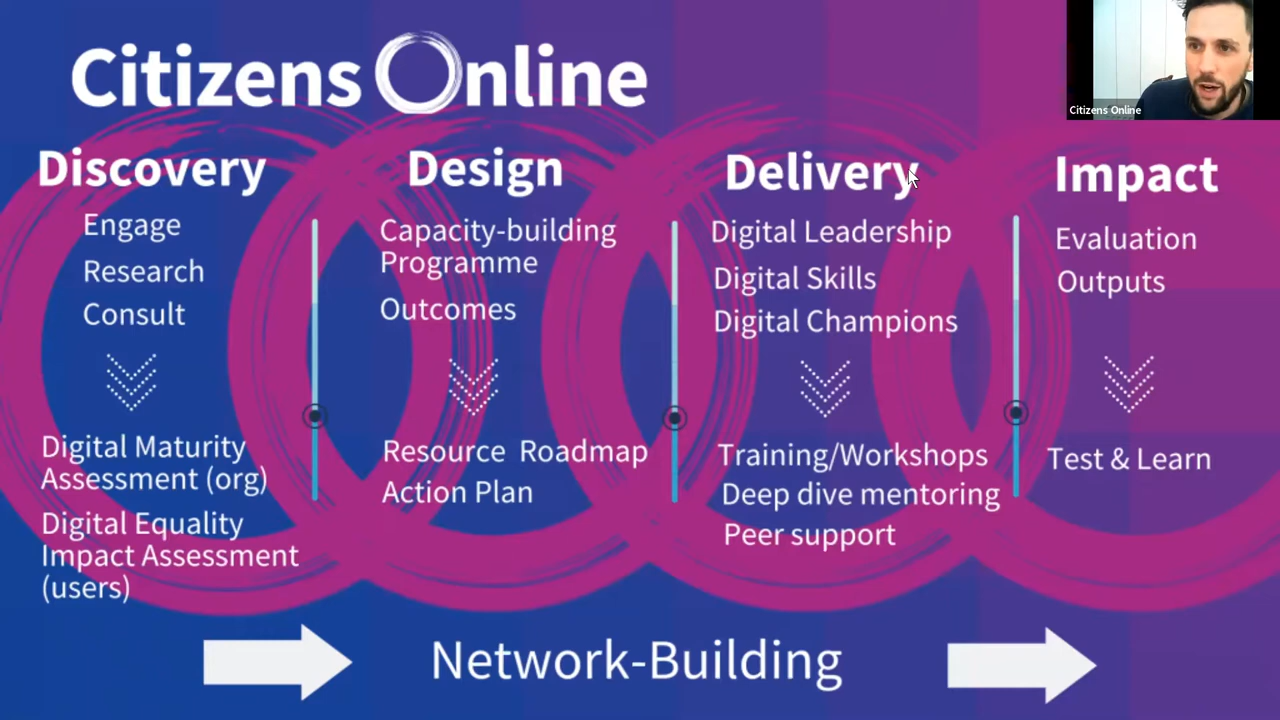 Citizens Online
Citizens Online
Discovery
Engage
Research
Consult
Digital Maturity
Assessment (org)
Digital Equality
Impact Assessment
(users)
Design
Capacity-building
Programme
Outcomes
Resource Roadmap
Action Plan
Delivery
Digital Leadership
Digital Skills
Digital Champions
Training/Workshops
Deep dive mentoring
Peer support
Impact
Evaluation
Outputs
Test & Learn
Network-Building